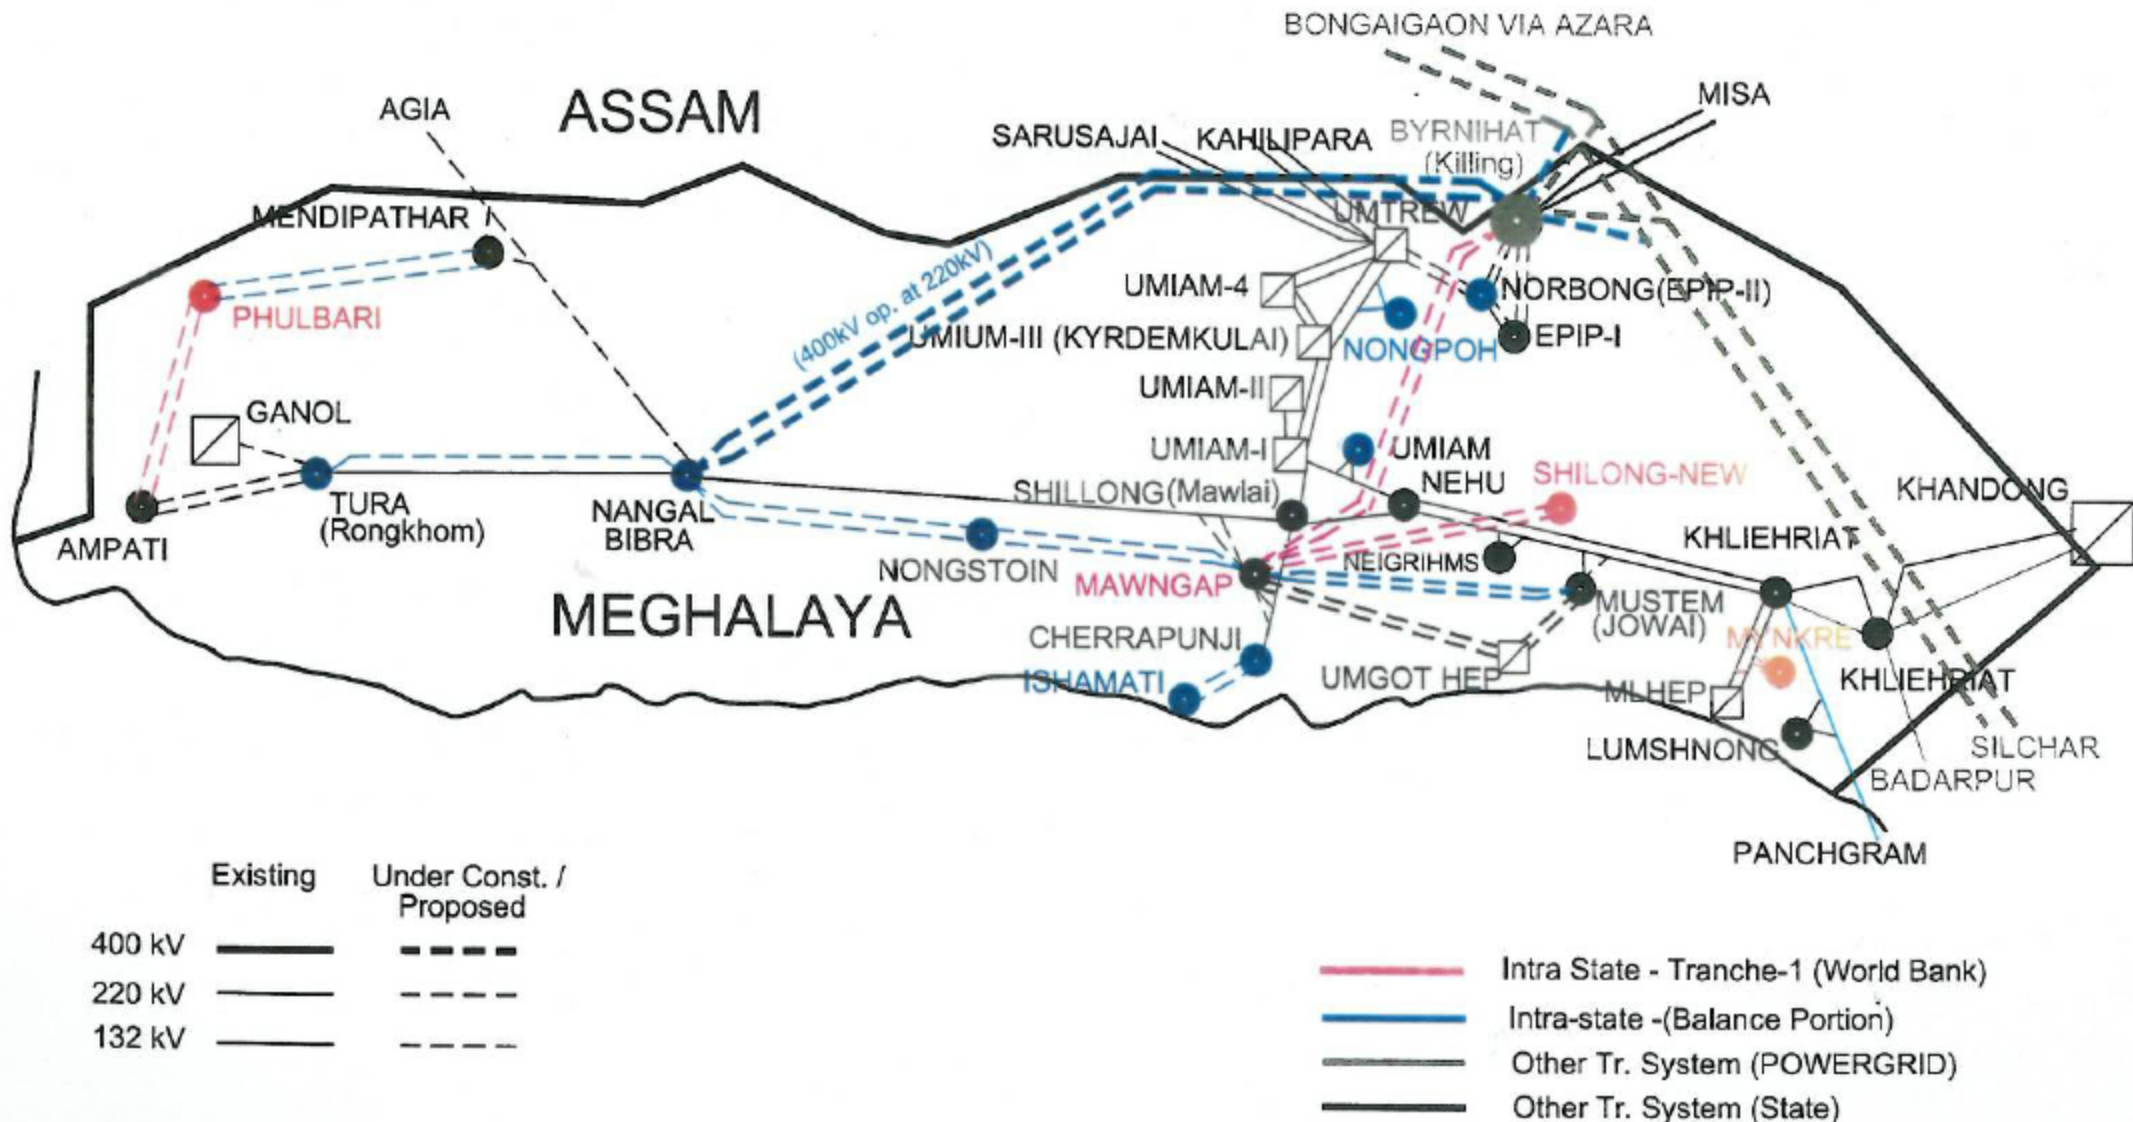 BONGAIGAON VIA AZARA
MISA
AGIA
ASSAM
SARUSAJAI
KAHILIPARA
BYRNIHAT
(Killing)
MENDIPATHAR
UMTREW
(400kV op. at 220kV)
UMIAM-4
NORBONG(EPIP-II)
PHULBARI
UMIUM-III (KYRDEMKULAI)
NONGPOH
EPIP-I
UMIAM-II
GANOL
UMIAM-I
UMIAM
NEHU
SHILONG-NEW
SHILLONG(Mawlai)
KHANDONG
TURA
(Rongkhom)
NANGAL
BIBRA
AMPATI
KHLIEHRIAT
NONGSTOIN
MAWNGAP
NEIGRIHMS
MEGHALAYA
MUSTEM
(JOWAI)
CHERRAPUNJI
MYNKRE
ISHAMATI
UMGOT HEP
MLHEP
KHLIEHRIAT
LUMSHNONG
SILCHAR
BADARPUR
PANCHGRAM
Existing
Under Const. /
Proposed
400 kV
220 kV
132 kV
Intra State - Tranche-1 (World Bank)
Intra-state -(Balance Portion)
Other Tr. System (POWERGRID)
Other Tr. System (State)